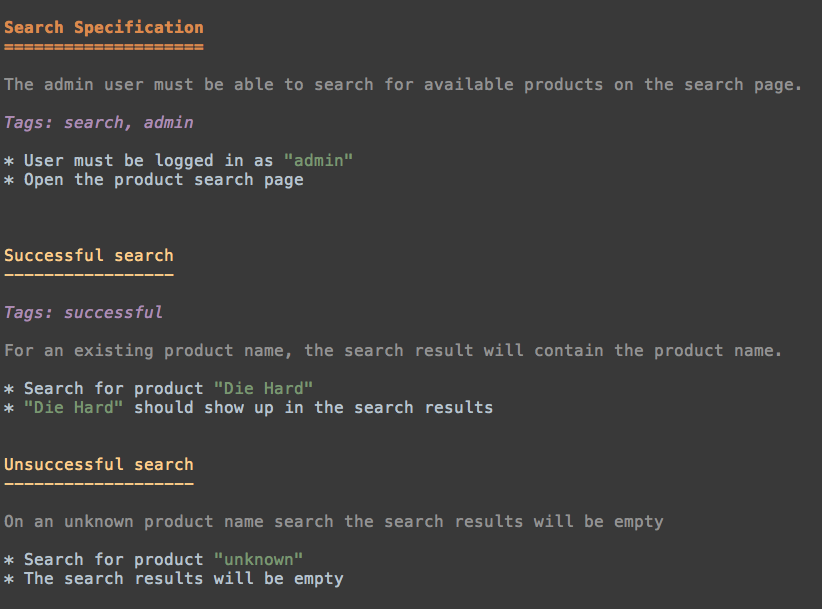 Search Specification
====================
The admin user must be able to search for available products on the search page.
Tags: search, admin
* User must be logged in as "admin"
* Open the product search page
Successful search
-----------------
Tags: successful
For an existing product name, the search result will contain the product name.
* Search for product "Die Hard"
* "Die Hard" should show up in the search results
Unsuccessful search
-------------------
On an unknown product name search the search results will be empty
* Search for product "unknown"
* The search results will be empty